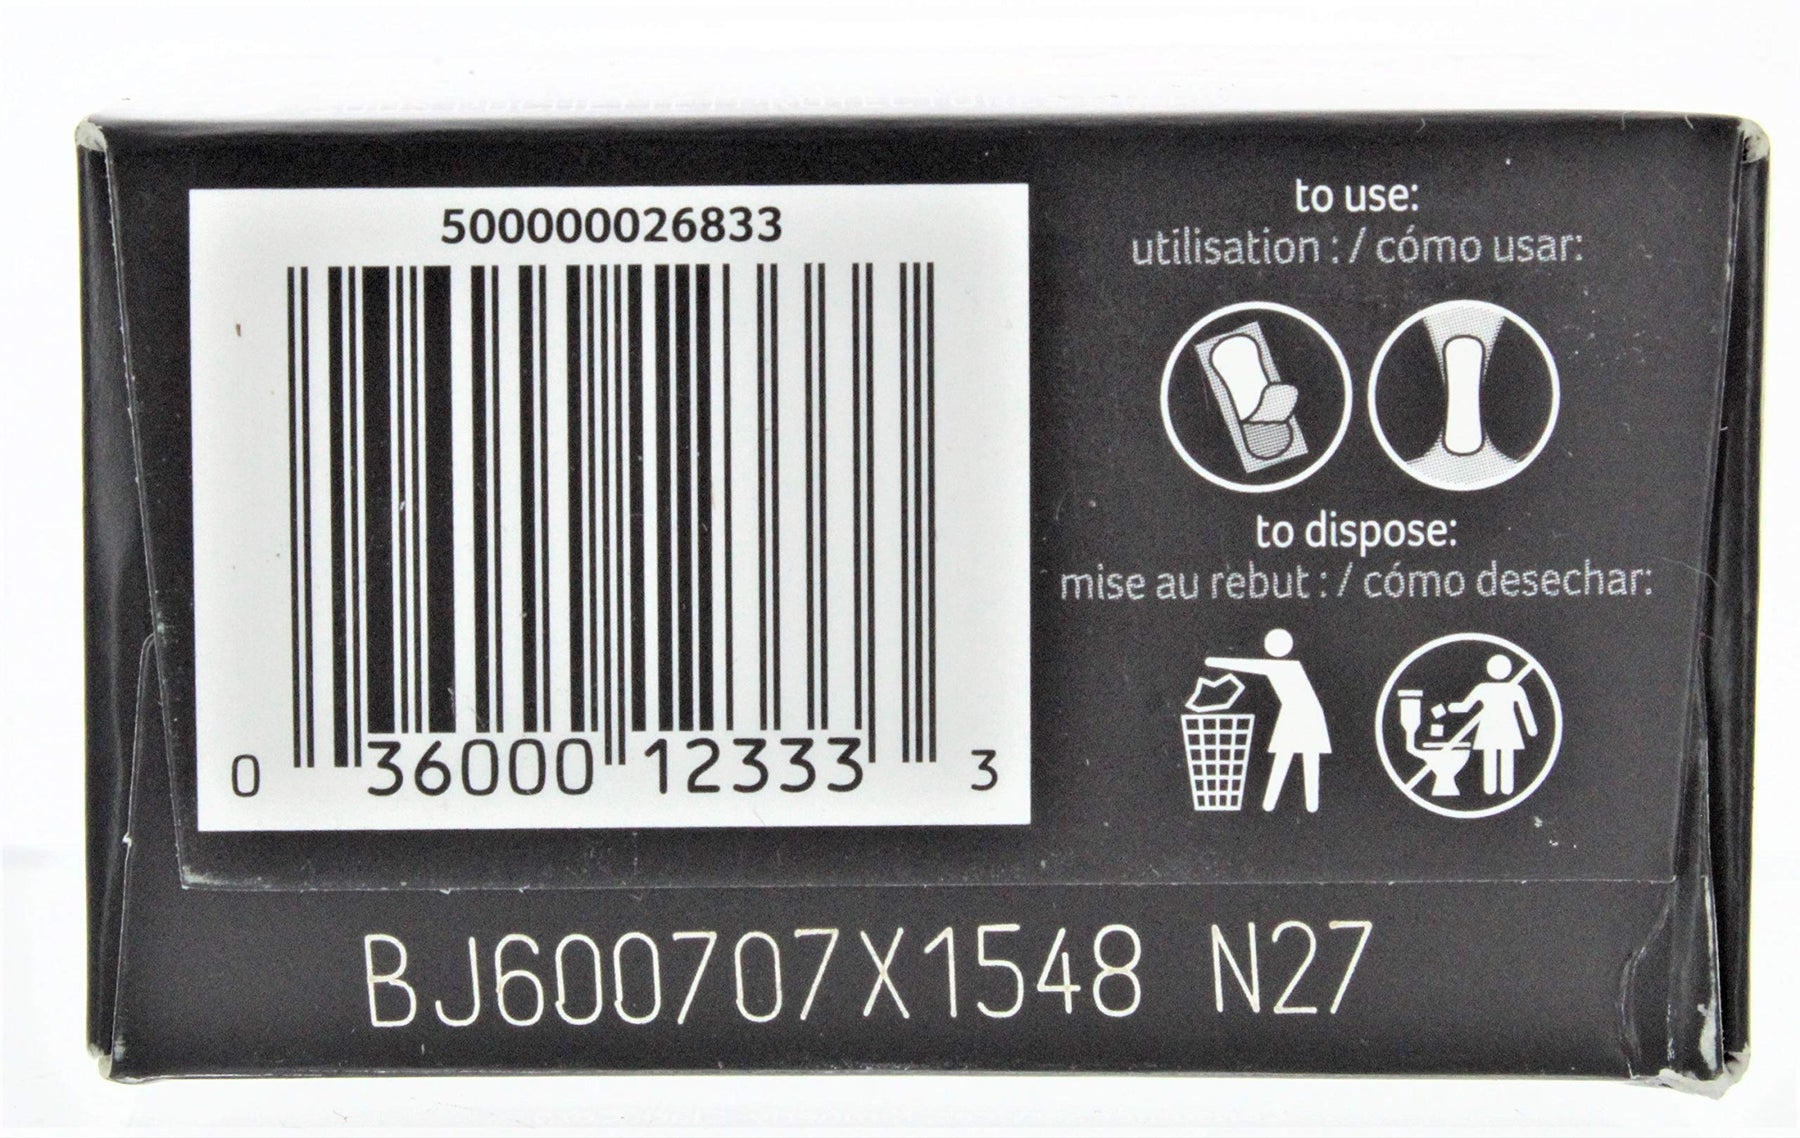 500000026833
0 36000 12333 3
to use:
utilisation : / cómo usar:
to dispose:
mise au rebut : / cómo desechar:
BJ600707X1548 N27